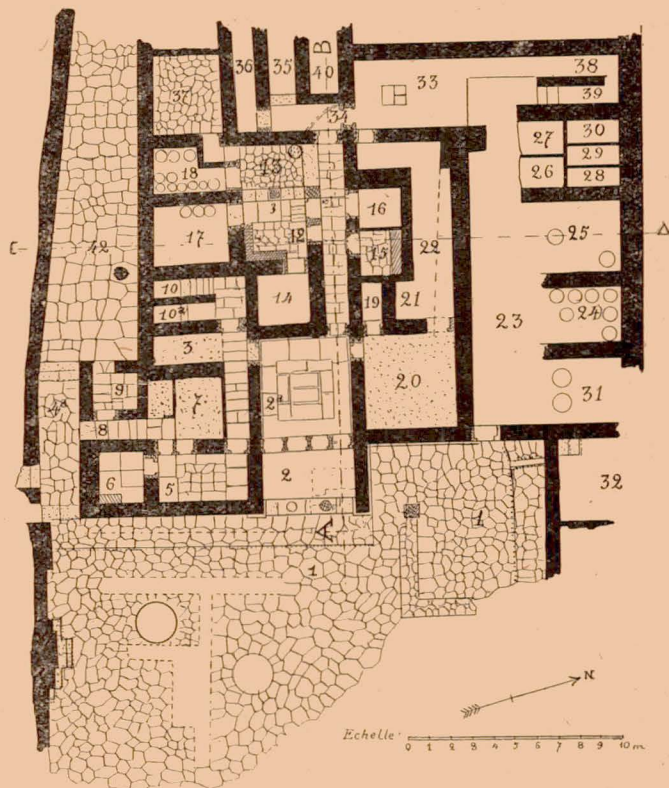 B
36 35 40 33 38
37 34 39
18 13 27 30
29
26 28
3 16
17 12 15 22 25 Δ
C 42
10 14 19 21 23 24
10ª
3 20 31
9 7 2ª
4ª 8
6 5 2 1 32
A
1
N
Echelle
0 1 2 3 4 5 6 7 8 9 10 m